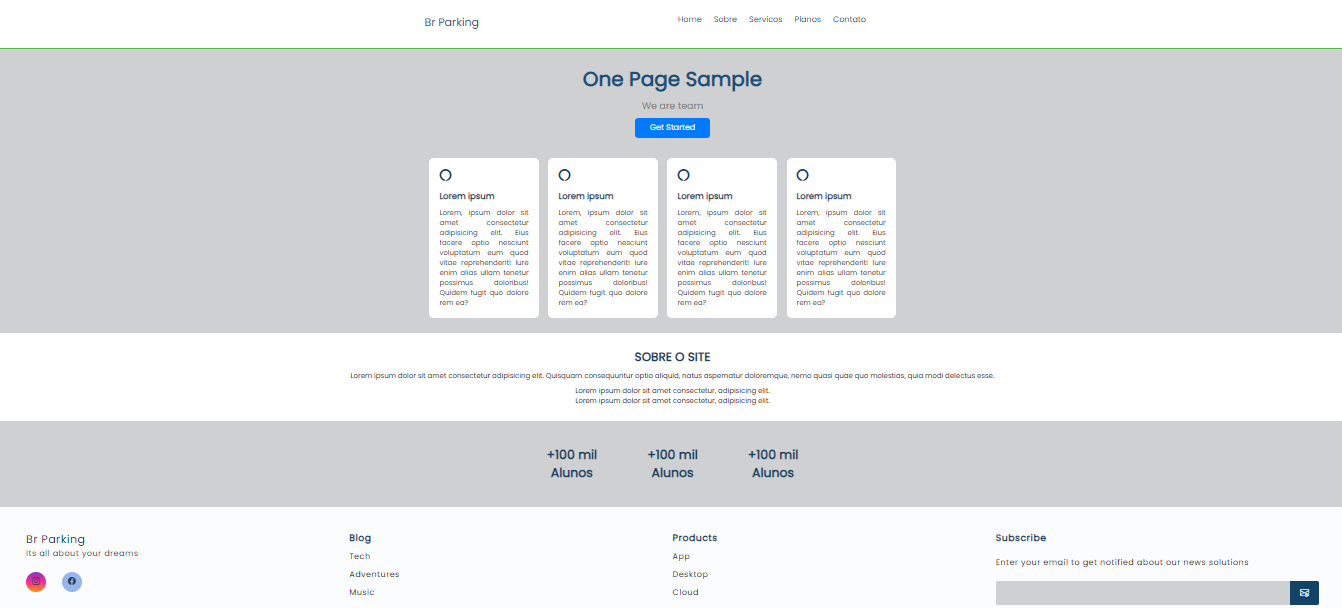 Br Parking
Home Sobre Servicos Planos Contato
One Page Sample
We are team
Get Started
Lorem ipsum
Lorem, ipsum dolor sit
amet consectetur
adipisicing elit. Eius
facere optio nesciunt
voluptatum eum quod
vitae reprehenderit! Iure
enim alias ullam tenetur
possimus doloribus!
Quidem fugit quo dolore
rem ea?
Lorem ipsum
Lorem, ipsum dolor sit
amet consectetur
adipisicing elit. Eius
facere optio nesciunt
voluptatum eum quod
vitae reprehenderit! Iure
enim alias ullam tenetur
possimus doloribus!
Quidem fugit quo dolore
rem ea?
Lorem ipsum
Lorem, ipsum dolor sit
amet consectetur
adipisicing elit. Eius
facere optio nesciunt
voluptatum eum quod
vitae reprehenderit! Iure
enim alias ullam tenetur
possimus doloribus!
Quidem fugit quo dolore
rem ea?
Lorem ipsum
Lorem, ipsum dolor sit
amet consectetur
adipisicing elit. Eius
facere optio nesciunt
voluptatum eum quod
vitae reprehenderit! Iure
enim alias ullam tenetur
possimus doloribus!
Quidem fugit quo dolore
rem ea?
SOBRE O SITE
Lorem ipsum dolor sit amet consectetur adipisicing elit. Quisquam consequuntur optio aliquid, natus aspernatur doloremque, nemo quasi quae quo molestias, quia modi delectus esse.
Lorem ipsum dolor sit amet consectetur, adipisicing elit.
Lorem ipsum dolor sit amet consectetur, adipisicing elit.
+100 mil
Alunos
+100 mil
Alunos
+100 mil
Alunos
Br Parking
Its all about your dreams
Blog
Tech
Adventures
Music
Products
App
Desktop
Cloud
Subscribe
Enter your email to get notified about our news solutions